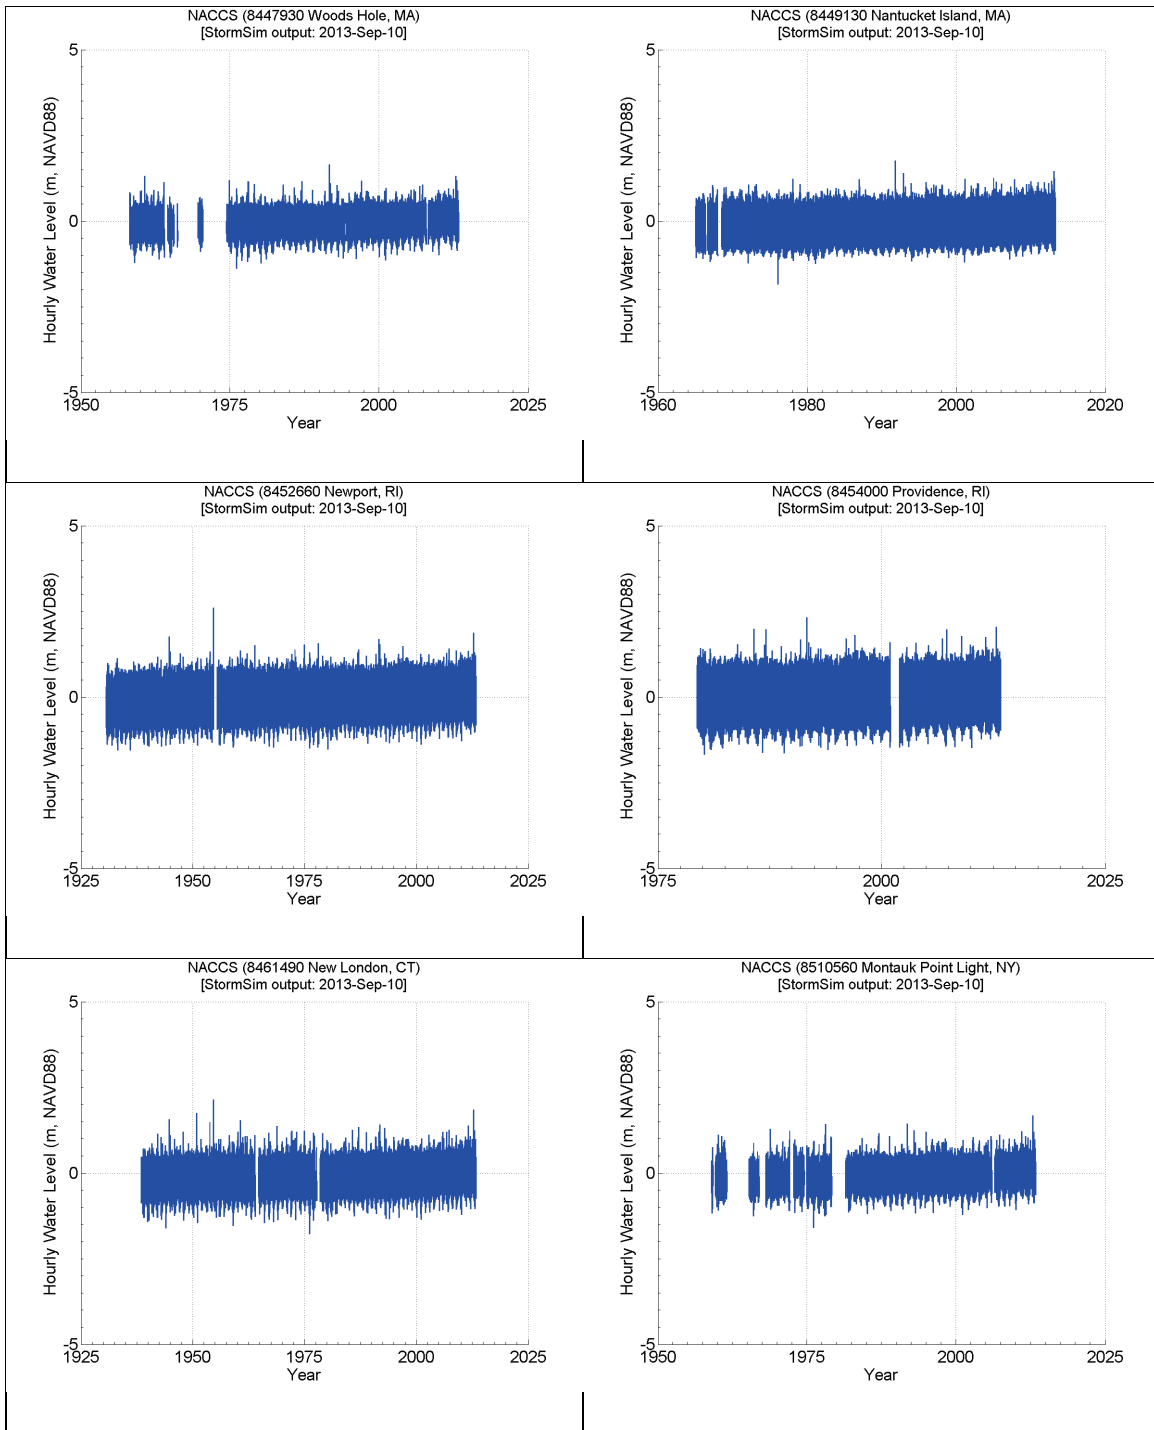 NACCS (8447930 Woods Hole, MA)
[StormSim output: 2013-Sep-10]
5
0
-5
Hourly Water Level (m, NAVD88)
1950
1975
2000
2025
Year
NACCS (8449130 Nantucket Island, MA)
[StormSim output: 2013-Sep-10]
5
0
-5
Hourly Water Level (m, NAVD88)
1960
1980
2000
2020
Year
NACCS (8452660 Newport, RI)
[StormSim output: 2013-Sep-10]
5
0
-5
Hourly Water Level (m, NAVD88)
1925
1950
1975
2000
2025
Year
NACCS (8454000 Providence, RI)
[StormSim output: 2013-Sep-10]
5
0
-5
Hourly Water Level (m, NAVD88)
1975
2000
2025
Year
NACCS (8461490 New London, CT)
[StormSim output: 2013-Sep-10]
5
0
-5
Hourly Water Level (m, NAVD88)
1925
1950
1975
2000
2025
Year
NACCS (8510560 Montauk Point Light, NY)
[StormSim output: 2013-Sep-10]
5
0
-5
Hourly Water Level (m, NAVD88)
1950
1975
2000
2025
Year